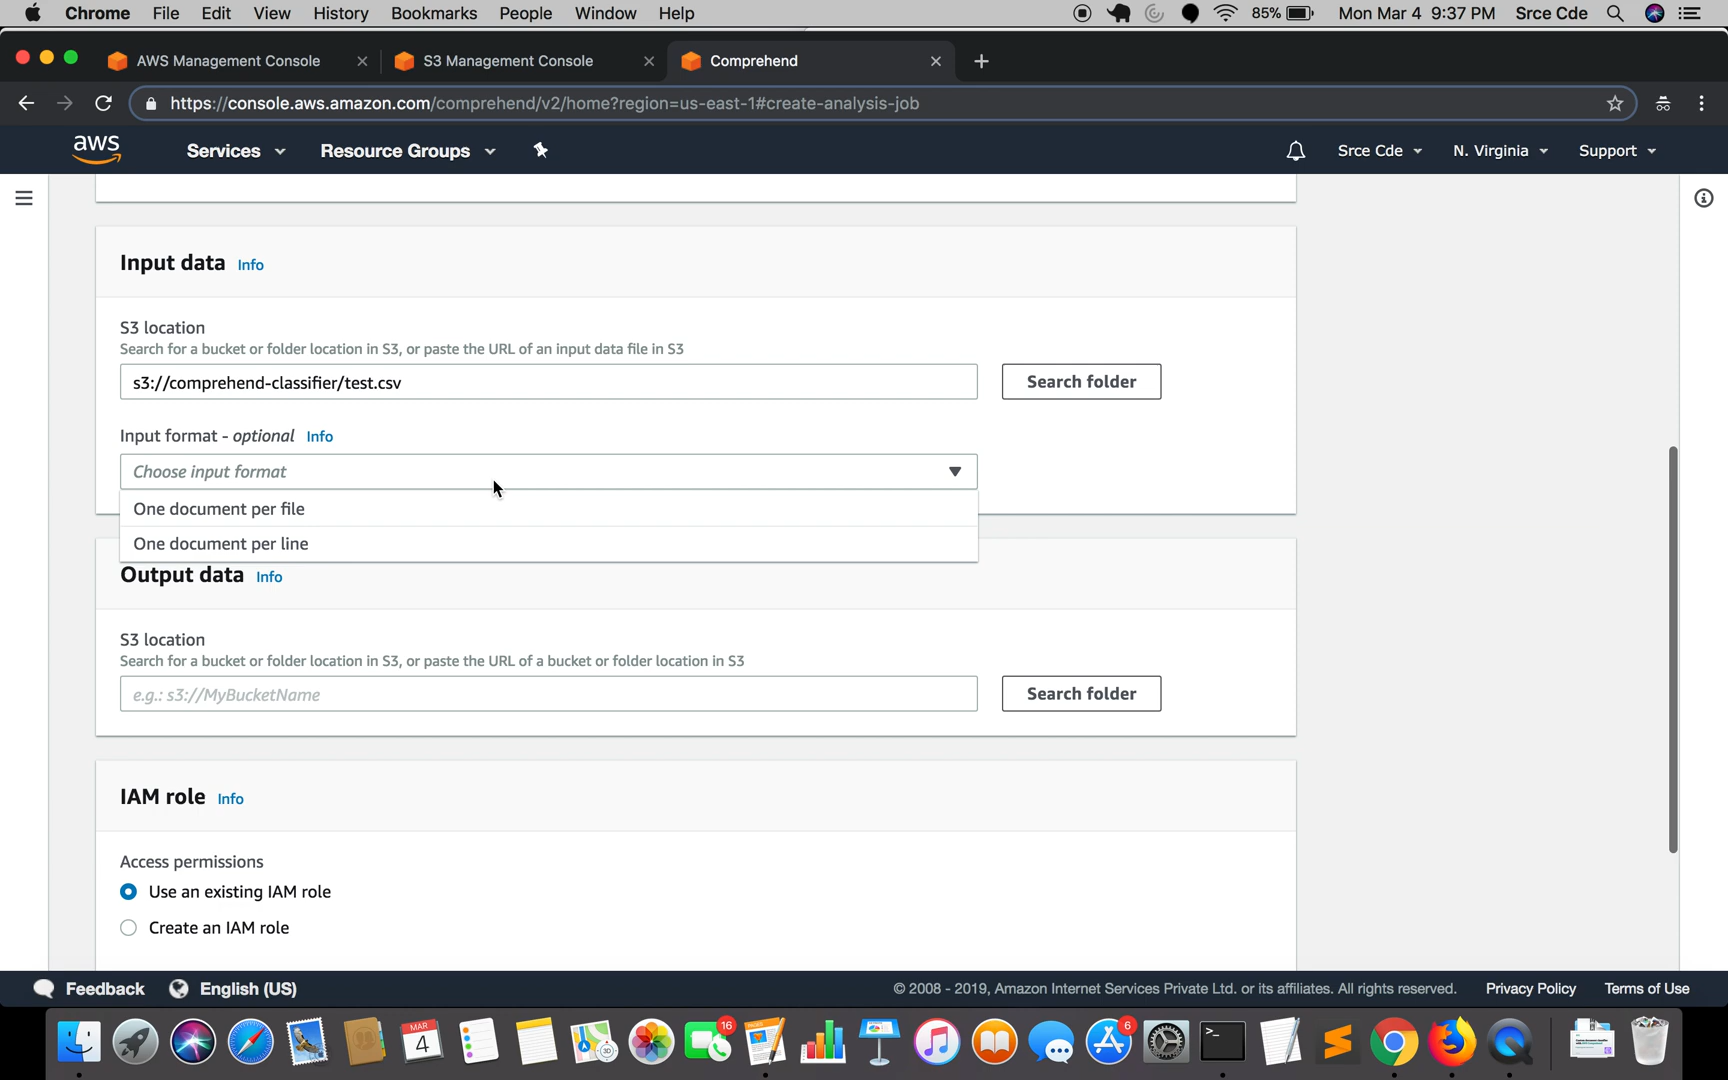 Chrome File Edit View History Bookmarks People Window Help 85% Mon Mar 4 9:37 PM Srce Cde
AWS Management Console S3 Management Console Comprehend
https://console.aws.amazon.com/comprehend/v2/home?region=us-east-1#create-analysis-job
aws Services Resource Groups Srce Cde N. Virginia Support
Input data Info
S3 location
Search for a bucket or folder location in S3, or paste the URL of an input data file in S3
s3://comprehend-classifier/test.csv Search folder
Input format - optional Info
Choose input format
One document per file
One document per line
Output data Info
S3 location
Search for a bucket or folder location in S3, or paste the URL of a bucket or folder location in S3
e.g.: s3://MyBucketName Search folder
IAM role Info
Access permissions
Use an existing IAM role
Create an IAM role
Feedback English (US) © 2008 - 2019, Amazon Internet Services Private Ltd. or its affiliates. All rights reserved. Privacy Policy Terms of Use
MAR
4
16
6